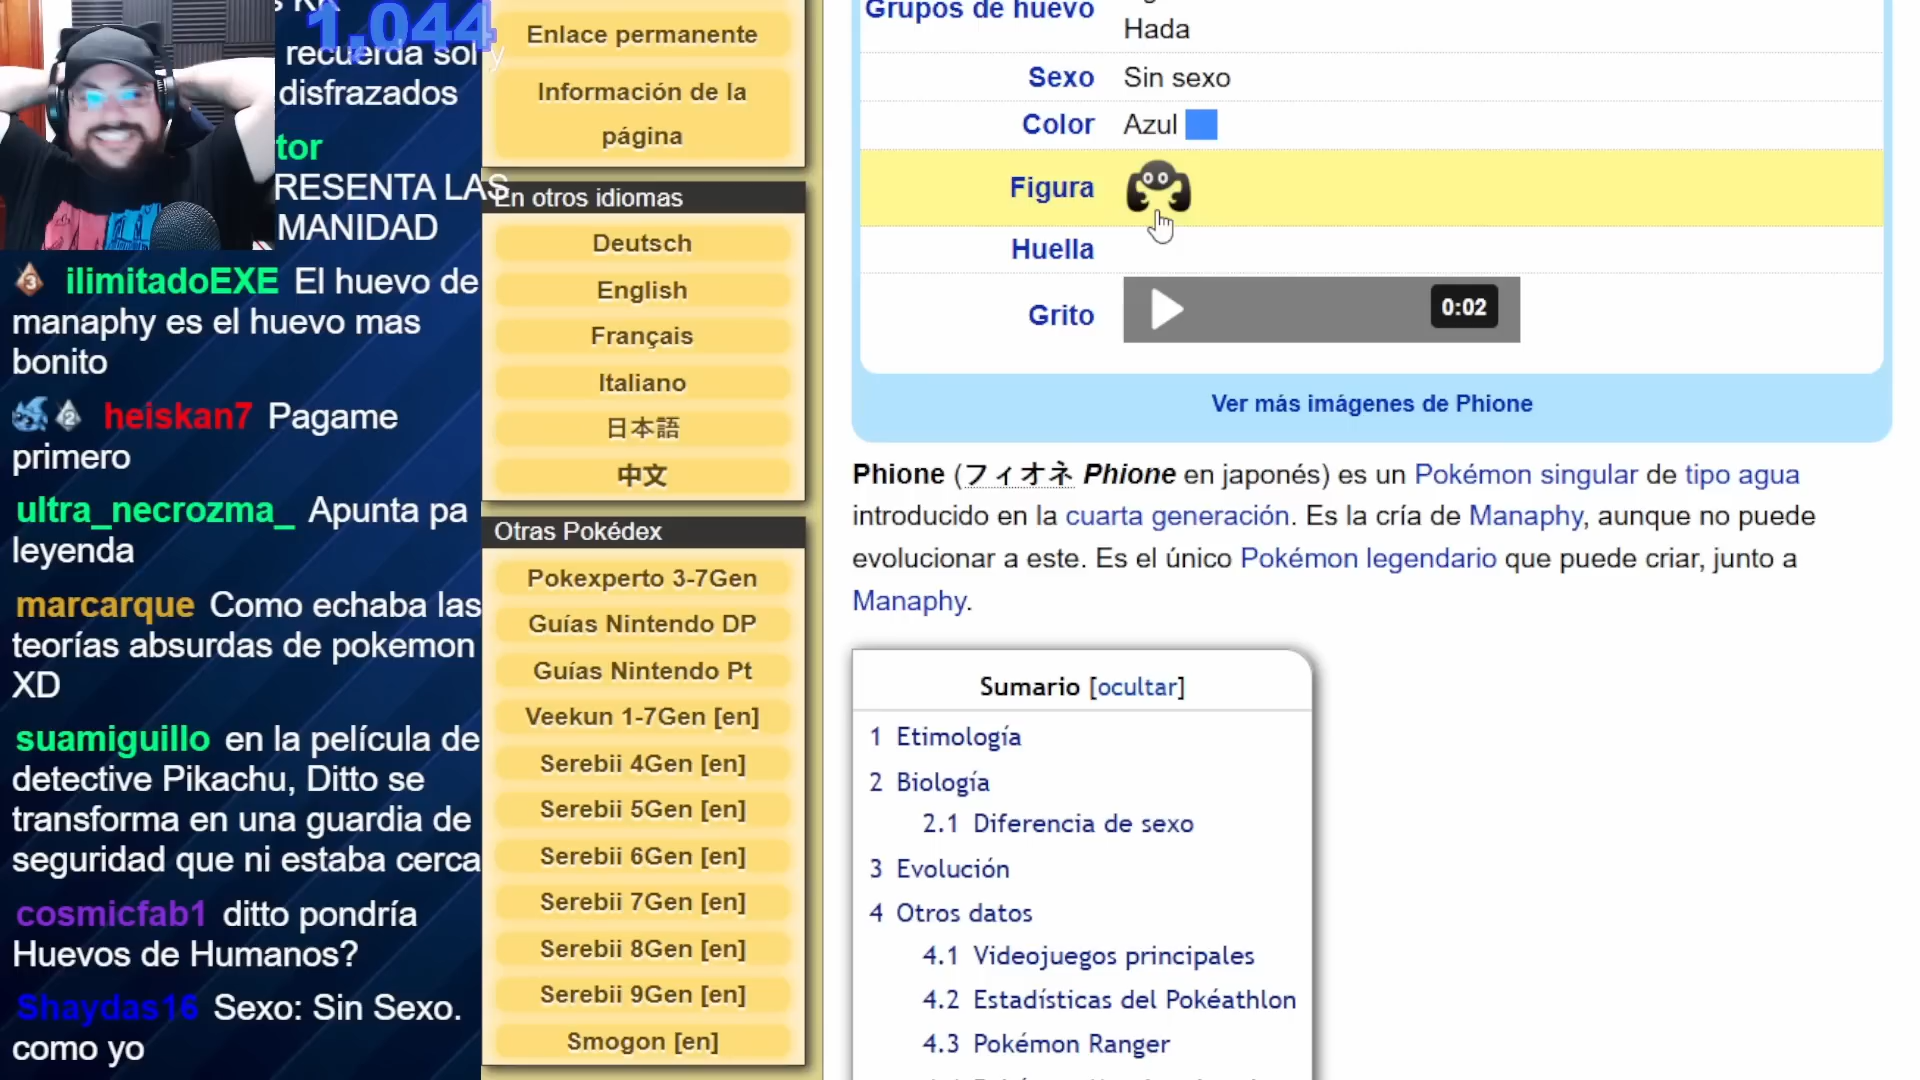 1,044
recuerda sol y
disfrazados
tor
RESENTA LAS
MANIDAD
ilimitadoEXE El huevo de
manaphy es el huevo mas
bonito
heiskan7 Pagame
primero
ultra_necrozma_ Apunta pa
leyenda
marcarque Como echaba las
teorías absurdas de pokemon
XD
suamiguillo en la película de
detective Pikachu, Ditto se
transforma en una guardia de
seguridad que ni estaba cerca
cosmicfab1 ditto pondría
Huevos de Humanos?
Shaydas16 Sexo: Sin Sexo.
como yo
Enlace permanente
Información de la
página
En otros idiomas
Deutsch
English
Français
Italiano
日本語
中文
Otras Pokédex
Pokexperto 3-7Gen
Guías Nintendo DP
Guías Nintendo Pt
Veekun 1-7Gen [en]
Serebii 4Gen [en]
Serebii 5Gen [en]
Serebii 6Gen [en]
Serebii 7Gen [en]
Serebii 8Gen [en]
Serebii 9Gen [en]
Smogon [en]
Grupos de huevo
Hada
Sexo Sin sexo
Color Azul
Figura
Huella
Grito 0:02
Ver más imágenes de Phione
Phione (フィオネ Phione en japonés) es un Pokémon singular de tipo agua
introducido en la cuarta generación. Es la cría de Manaphy, aunque no puede
evolucionar a este. Es el único Pokémon legendario que puede criar, junto a
Manaphy.
Sumario [ocultar]
1 Etimología
2 Biología
2.1 Diferencia de sexo
3 Evolución
4 Otros datos
4.1 Videojuegos principales
4.2 Estadísticas del Pokéathlon
4.3 Pokémon Ranger